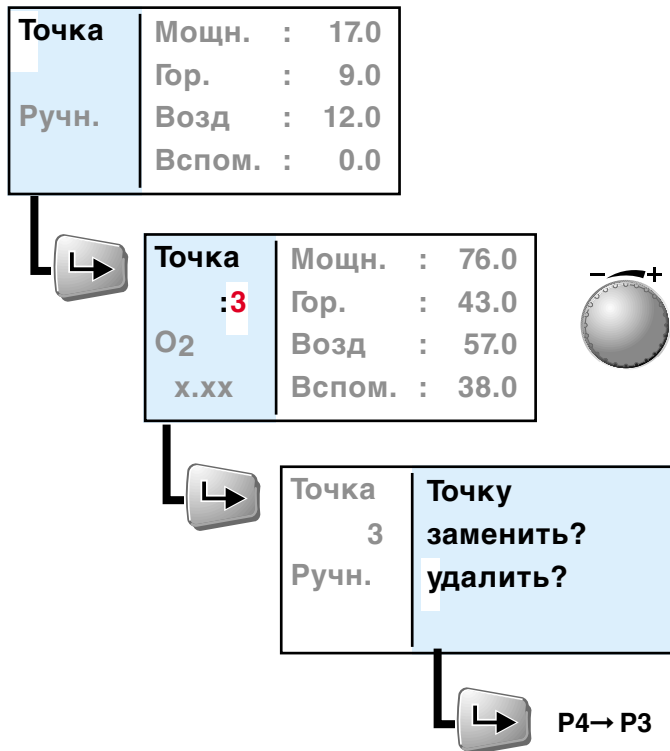 Точка Мощн. : 17.0
Гор. : 9.0
Ручн. Возд : 12.0
Вспом. : 0.0
Точка Мощн. : 76.0
:3 Гор. : 43.0
O2 Возд : 57.0
x.xx Вспом. : 38.0
− +
Точка Точку
3 заменить?
Ручн. удалить?
P4→ P3